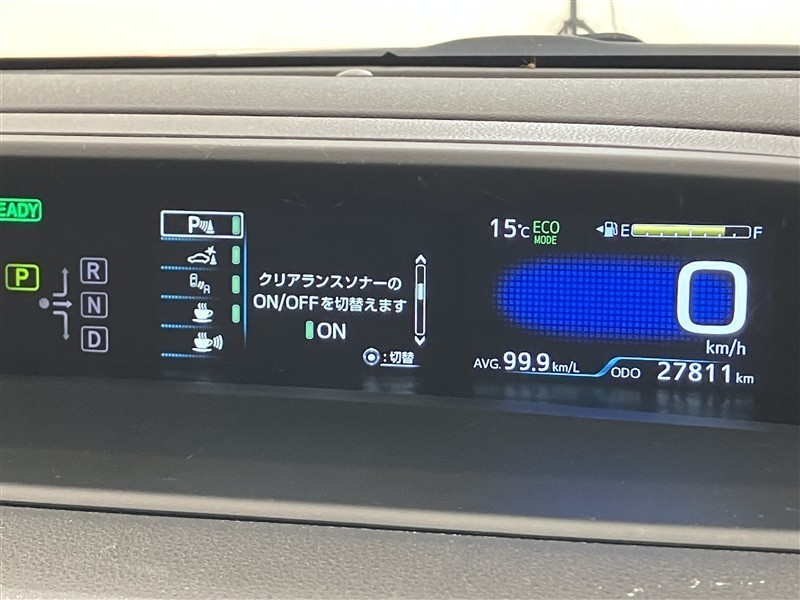 EADY
P
R
N
D
P
A
クリアランスソナーの
ON/OFFを切替えます
ON
:切替
15℃
ECO
MODE
E
F
0
km/h
AVG. 99.9 km/L
ODO 27811 km